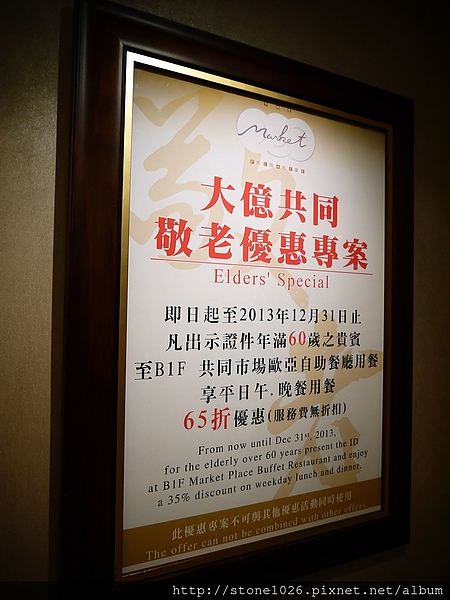 Market
大億共同
敬老優惠專案
Elders' Special
即日起至2013年12月31日止
凡出示證件年滿60歲之貴賓
至B1F 共同市場歐亞自助餐廳用餐
享平日午.晚餐用餐
65折優惠(服務費無折扣)
From now until Dec 31st, 2013,
for the elderly over 60 years present the ID
at B1F Market Place Buffet Restaurant and enjoy
a 35% discount on weekday lunch and dinner.
此優惠專案不可與其他優惠活動同時使用
The offer can not be combined with other offers.
http://stone1026.pixnet.net/album